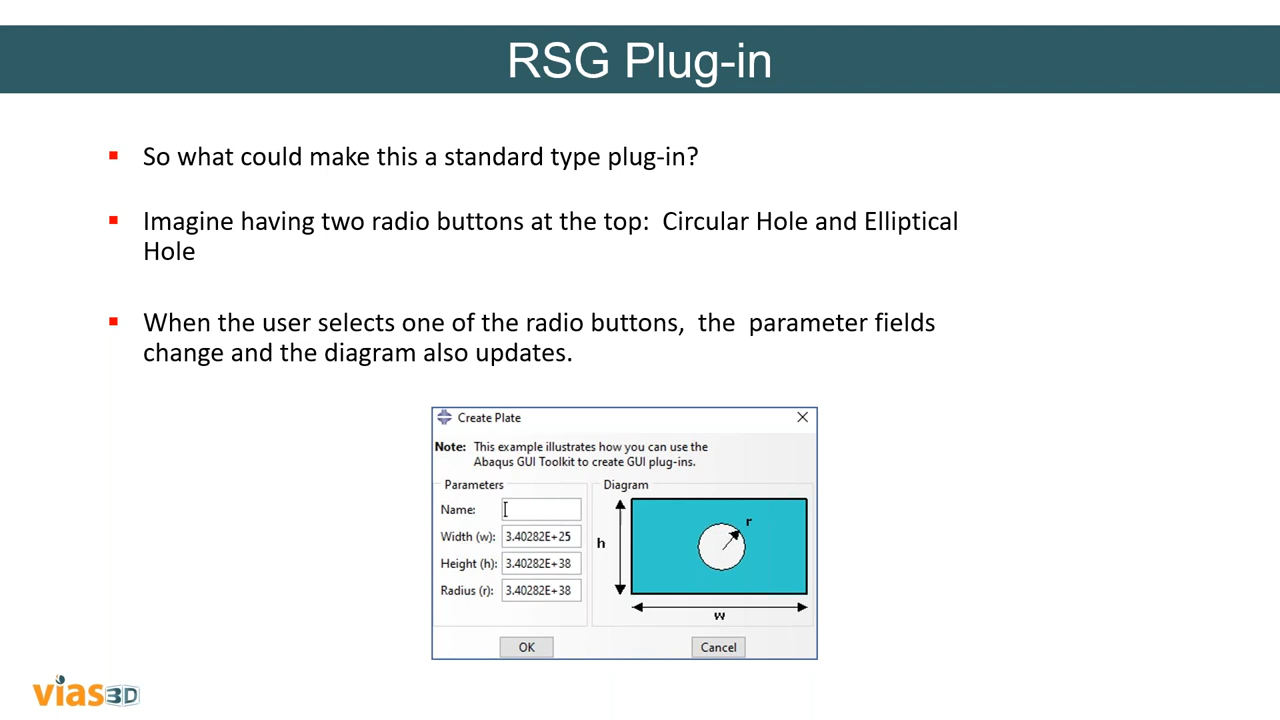 RSG Plug-in
So what could make this a standard type plug-in?
Imagine having two radio buttons at the top:  Circular Hole and Elliptical
Hole
When the user selects one of the radio buttons,  the  parameter fields
change and the diagram also updates.
Create Plate
Note: This example illustrates how you can use the
Abaqus GUI Toolkit to create GUI plug-ins.
Parameters
Name:
Width (w): 3.40282E+25
Height (h): 3.40282E+38
Radius (r): 3.40282E+38
Diagram
r
h
w
OK
Cancel
vias3D